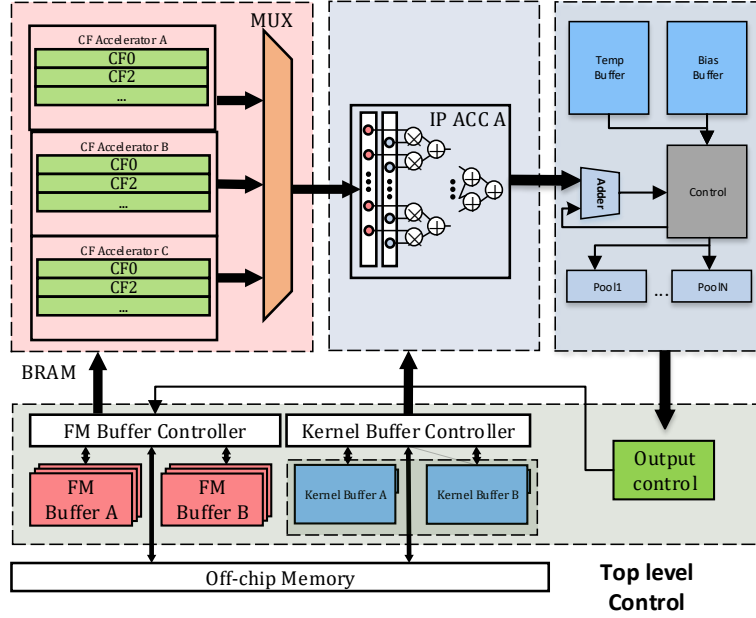 MUX
CF Accelerator A
CF0
CF2
...
CF Accelerator B
CF0
CF2
...
CF Accelerator C
CF0
CF2
...
IP ACC A
Temp
Buffer
Bias
Buffer
Adder
Control
Pool1
...
PoolN
BRAM
FM Buffer Controller
Kernel Buffer Controller
FM
Buffer A
FM
Buffer B
Kernel Buffer A
Kernel Buffer B
Output
control
Off-chip Memory
Top level
Control